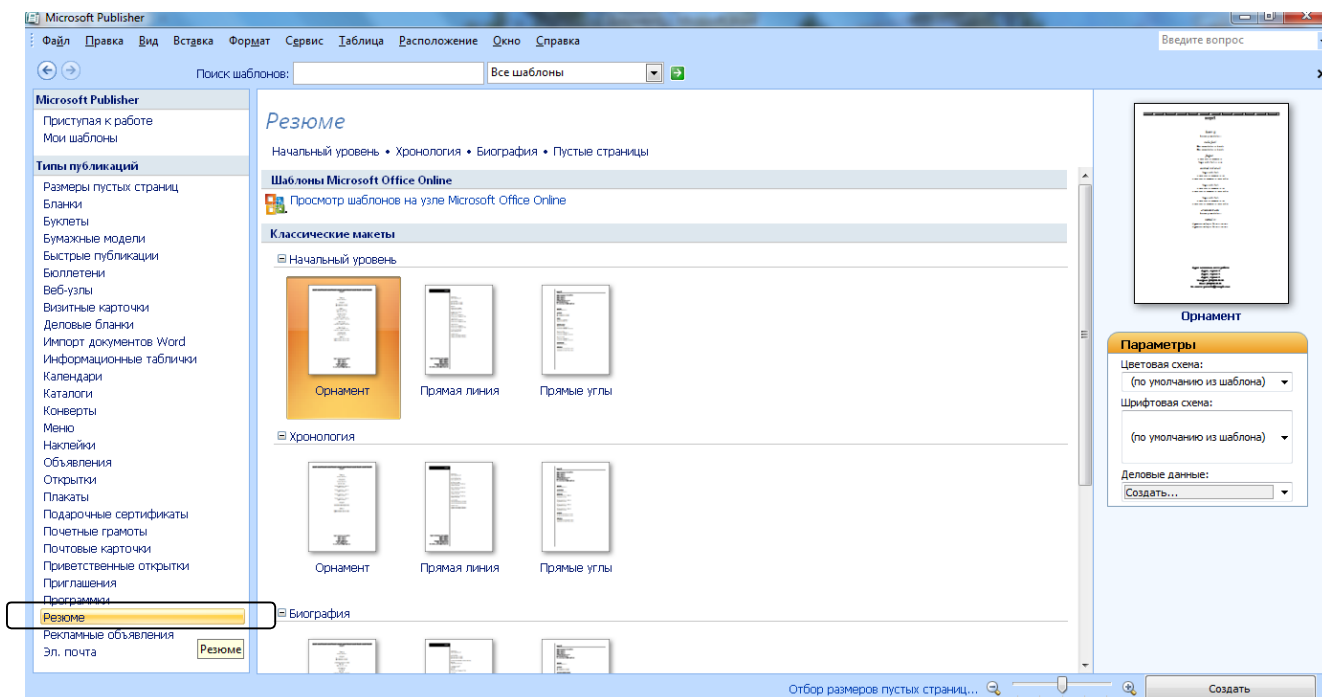 Microsoft Publisher
Файл Правка Вид Вставка Формат Сервис Таблица Расположение Окно Справка
Введите вопрос
Поиск шаблонов:
Все шаблоны
Microsoft Publisher
Приступая к работе
Мои шаблоны
Типы публикаций
Размеры пустых страниц
Бланки
Буклеты
Бумажные модели
Быстрые публикации
Бюллетени
Веб-узлы
Визитные карточки
Деловые бланки
Импорт документов Word
Информационные таблички
Календари
Каталоги
Конверты
Меню
Наклейки
Объявления
Открытки
Плакаты
Подарочные сертификаты
Почетные грамоты
Почтовые карточки
Приветственные открытки
Приглашения
Программки
Резюме
Рекламные объявления
Эл. почта
Резюме
Резюме
Начальный уровень • Хронология • Биография • Пустые страницы
Шаблоны Microsoft Office Online
Просмотр шаблонов на узле Microsoft Office Online
Классические макеты
Начальный уровень
Орнамент Прямая линия Прямые углы
Хронология
Орнамент Прямая линия Прямые углы
Биография
Орнамент
Параметры
Цветовая схема:
(по умолчанию из шаблона)
Шрифтовая схема:
(по умолчанию из шаблона)
Деловые данные:
Создать...
Отбор размеров пустых страниц...
Создать